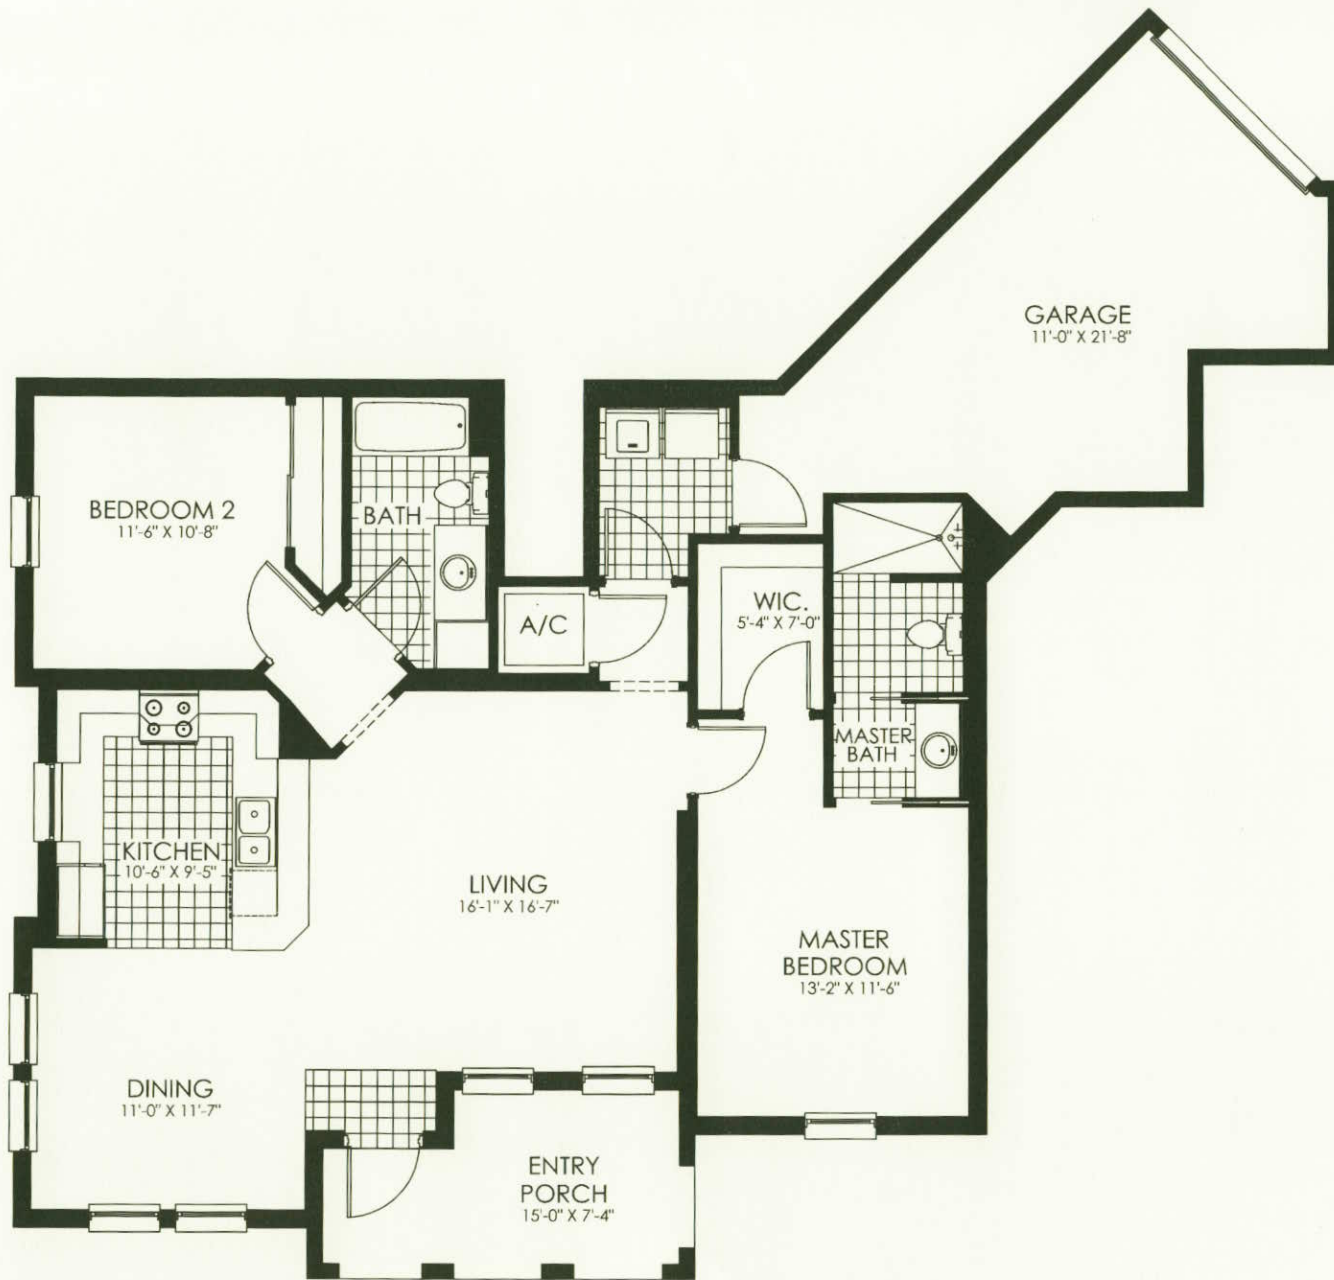 GARAGE
11'-0" X 21'-8"
BEDROOM 2
11'-6" X 10'-8"
BATH
A/C
WIC.
5'-4" X 7'-0"
MASTER
BATH
KITCHEN
10'-6" X 9'-5"
LIVING
16'-1" X 16'-7"
MASTER
BEDROOM
13'-2" X 11'-6"
DINING
11'-0" X 11'-7"
ENTRY
PORCH
15'-0" X 7'-4"